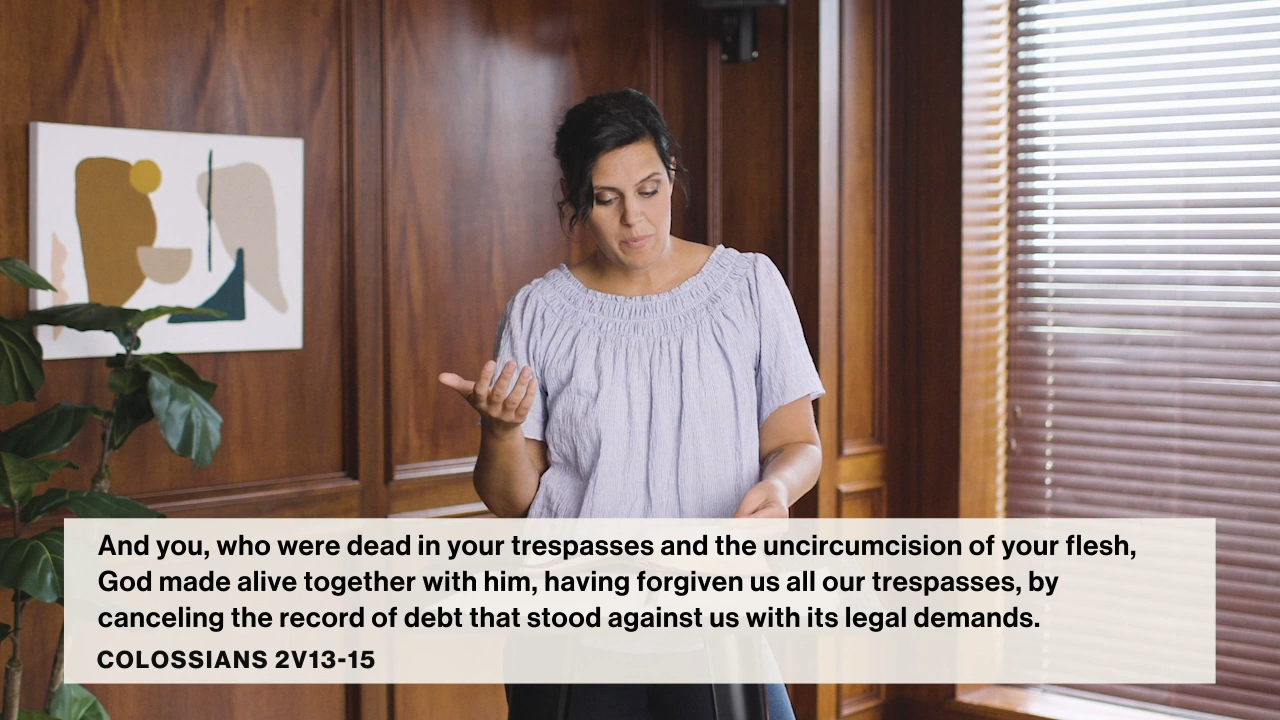 And you, who were dead in your trespasses and the uncircumcision of your flesh,
God made alive together with him, having forgiven us all our trespasses, by
canceling the record of debt that stood against us with its legal demands.
COLOSSIANS 2V13-15